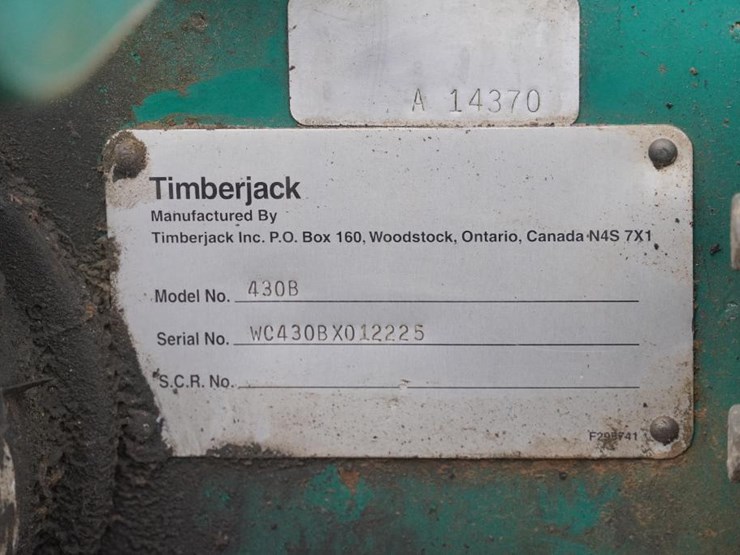 A 14370
Timberjack
Manufactured By
Timberjack Inc. P.O. Box 160, Woodstock, Ontario, Canada N4S 7X1
Model No. 430B
Serial No. WC430BX012225
S.C.R. No.